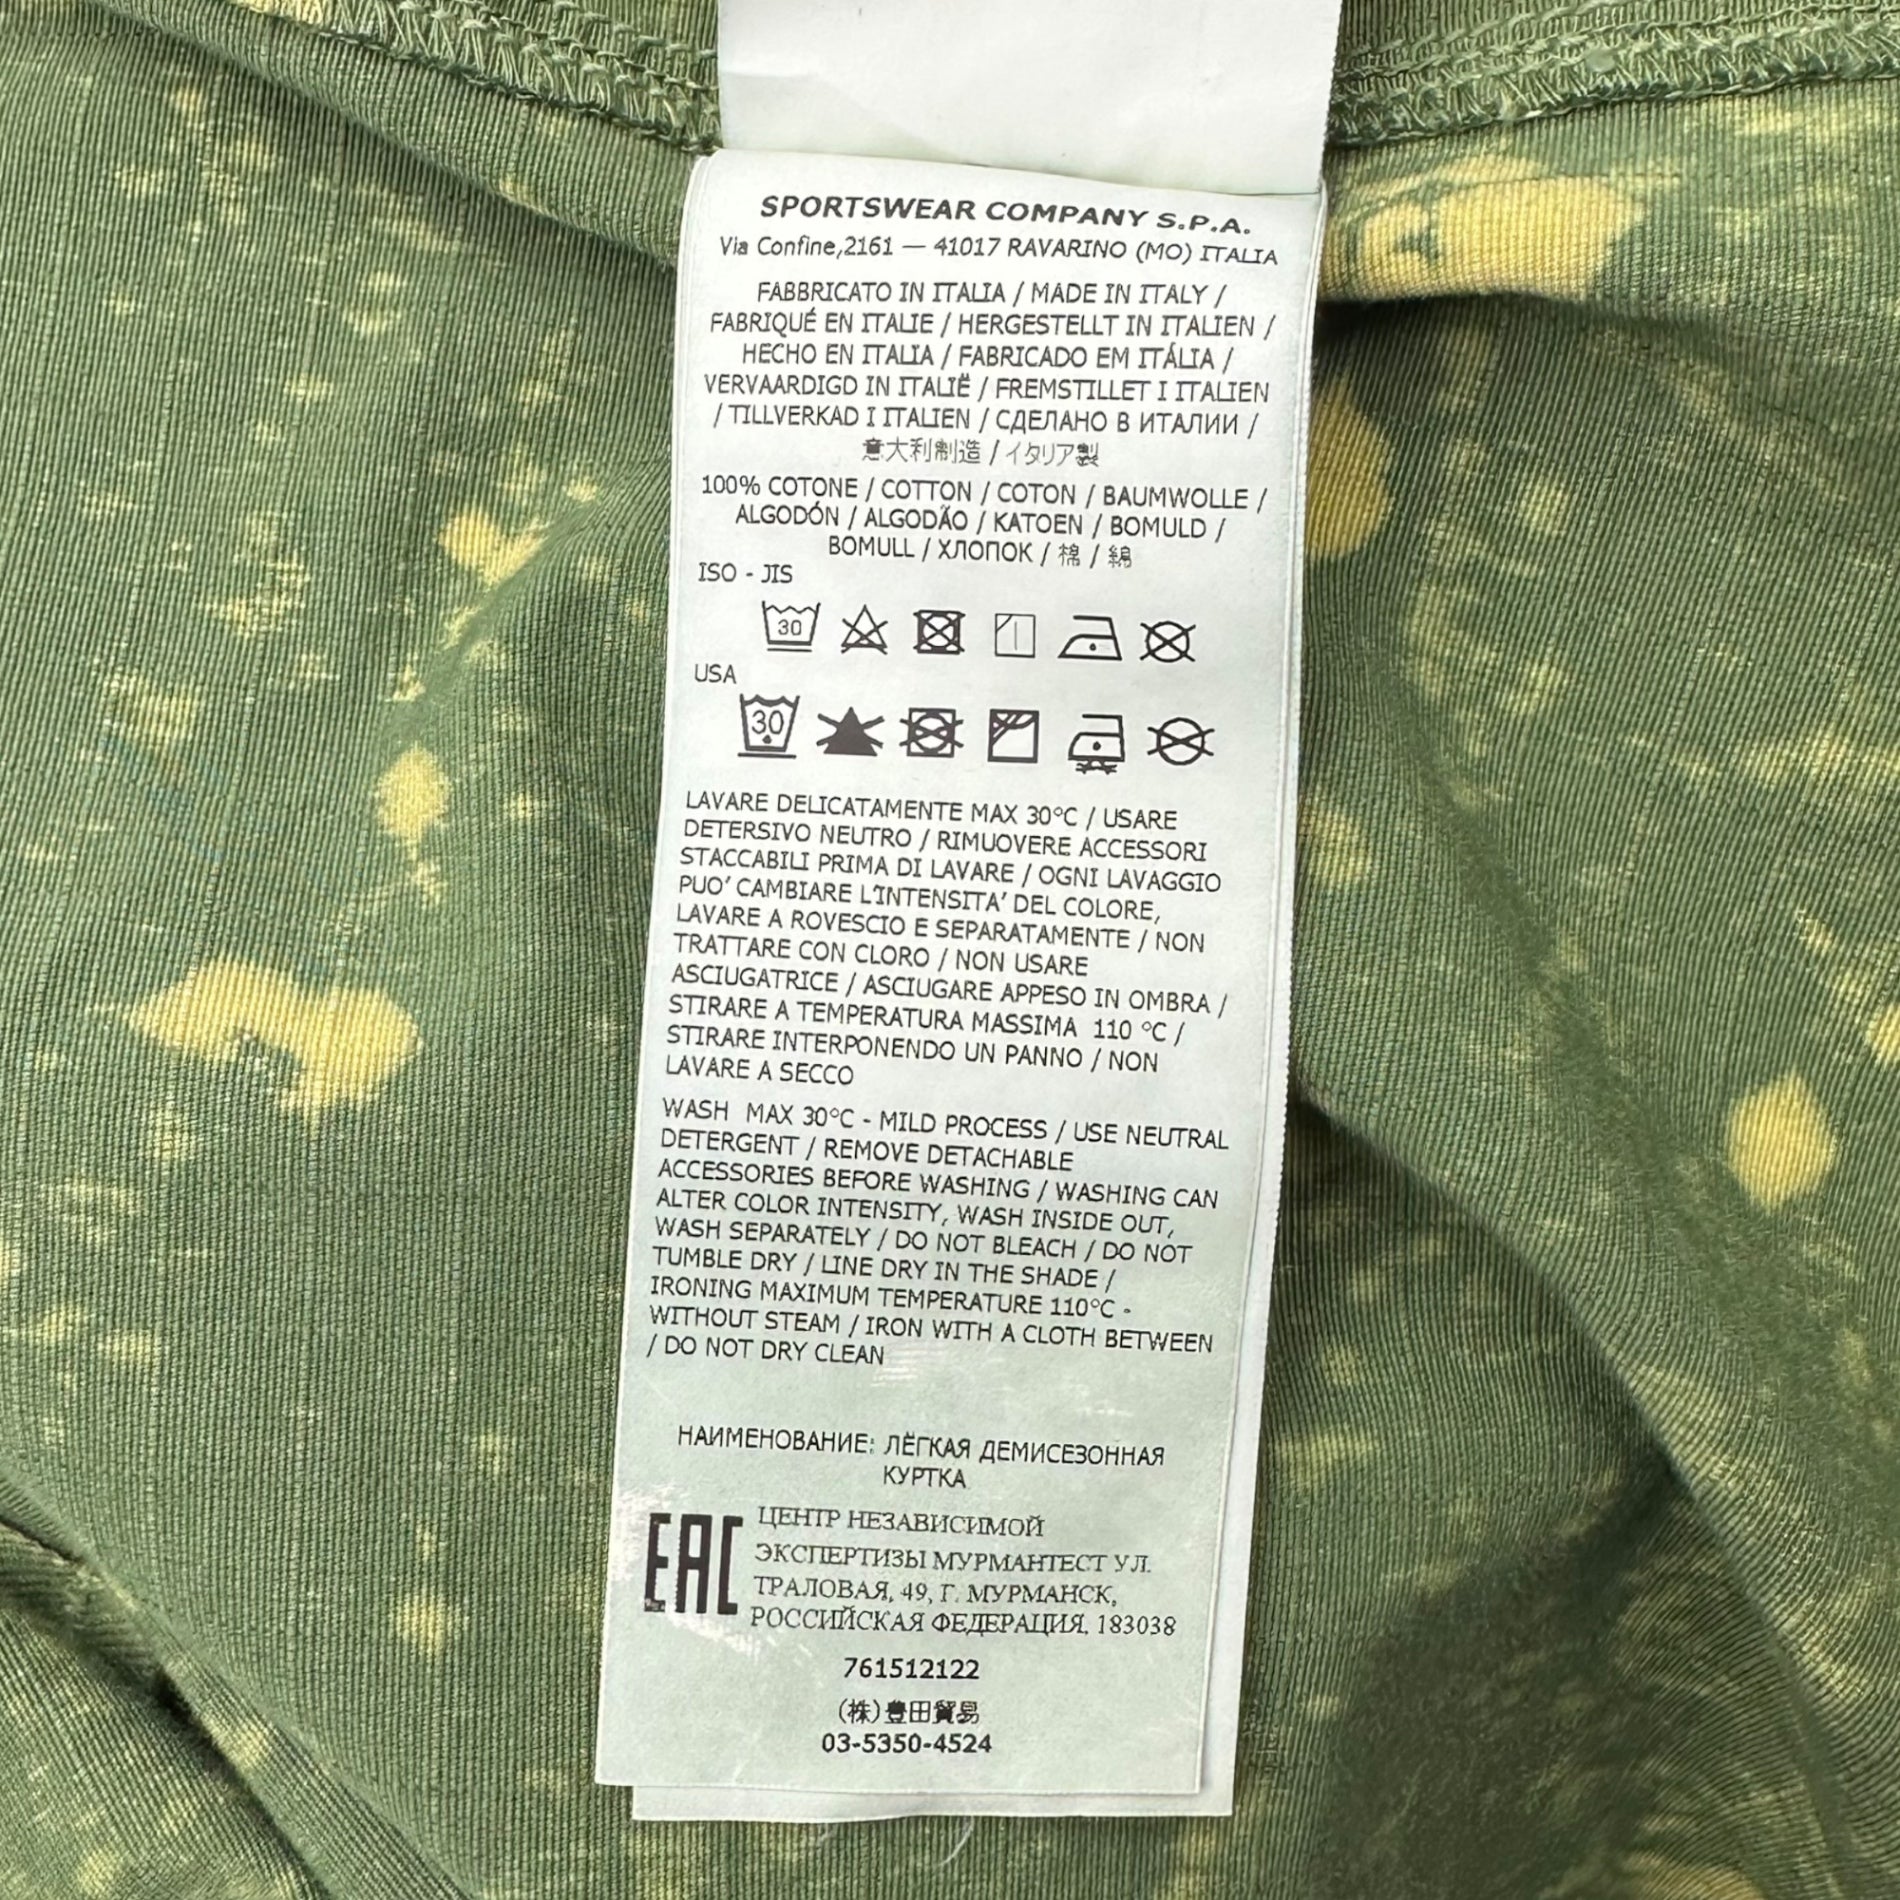 SPORTSWEAR COMPANY S.P.A.
Via Confine,2161 — 41017 RAVARINO (MO) ITALIA
FABBRICATO IN ITALIA / MADE IN ITALY /
FABRIQUÉ EN ITALIE / HERGESTELLT IN ITALIEN /
HECHO EN ITALIA / FABRICADO EM ITÁLIA /
VERVAARDIGD IN ITALIË / FREMSTILLET I ITALIEN
/ TILLVERKAD I ITALIEN / СДЕЛАНО В ИТАЛИИ /
意大利制造 / イタリア製
100% COTONE / COTTON / COTON / BAUMWOLLE /
ALGODÓN / ALGODÃO / KATOEN / BOMULD /
BOMULL / ХЛОПОК / 棉 / 綿
ISO - JIS
30
USA
30
LAVARE DELICATAMENTE MAX 30°C / USARE
DETERSIVO NEUTRO / RIMUOVERE ACCESSORI
STACCABILI PRIMA DI LAVARE / OGNI LAVAGGIO
PUO' CAMBIARE L'INTENSITA' DEL COLORE,
LAVARE A ROVESCIO E SEPARATAMENTE / NON
TRATTARE CON CLORO / NON USARE
ASCIUGATRICE / ASCIUGARE APPESO IN OMBRA /
STIRARE A TEMPERATURA MASSIMA 110 °C /
STIRARE INTERPONENDO UN PANNO / NON
LAVARE A SECCO
WASH MAX 30°C - MILD PROCESS / USE NEUTRAL
DETERGENT / REMOVE DETACHABLE
ACCESSORIES BEFORE WASHING / WASHING CAN
ALTER COLOR INTENSITY, WASH INSIDE OUT,
WASH SEPARATELY / DO NOT BLEACH / DO NOT
TUMBLE DRY / LINE DRY IN THE SHADE /
IRONING MAXIMUM TEMPERATURE 110°C -
WITHOUT STEAM / IRON WITH A CLOTH BETWEEN
/ DO NOT DRY CLEAN
НАИМЕНОВАНИЕ: ЛЁГКАЯ ДЕМИСЕЗОННАЯ
КУРТКА
EAC
ЦЕНТР НЕЗАВИСИМОЙ
ЭКСПЕРТИЗЫ МУРМАНТЕСТ УЛ.
ТРАЛОВАЯ, 49, Г. МУРМАНСК,
РОССИЙСКАЯ ФЕДЕРАЦИЯ, 183038
761512122
(株)豊田貿易
03-5350-4524